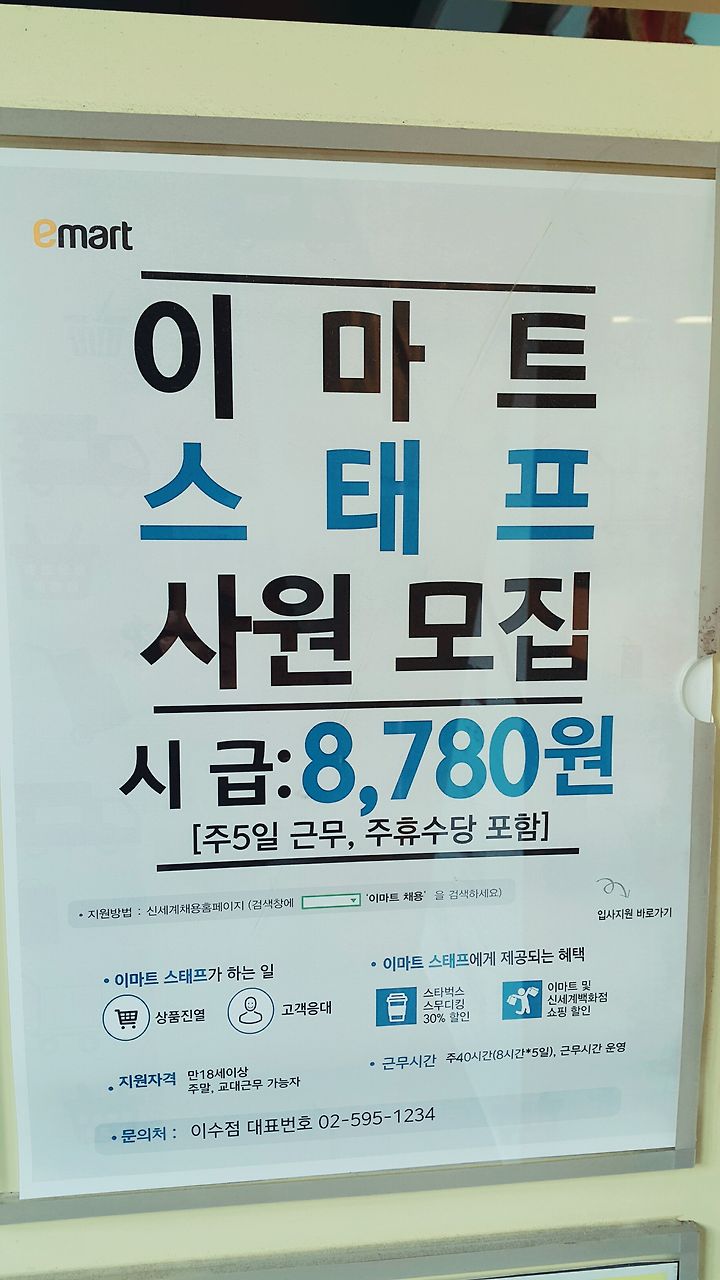 emart
이 마 트
스 태 프
사원 모집
시 급:8,780원
[주5일 근무, 주휴수당 포함]
• 지원방법 : 신세계채용홈페이지 (검색창에 '이마트 채용' 을 검색하세요)
입사지원 바로가기
• 이마트 스태프가 하는 일
상품진열
고객응대
• 이마트 스태프에게 제공되는 혜택
스타벅스
스무디킹
30% 할인
이마트 및
신세계백화점
쇼핑 할인
• 지원자격 만18세이상
주말, 교대근무 가능자
• 근무시간 주40시간(8시간*5일), 근무시간 운영
• 문의처 : 이수점 대표번호 02-595-1234